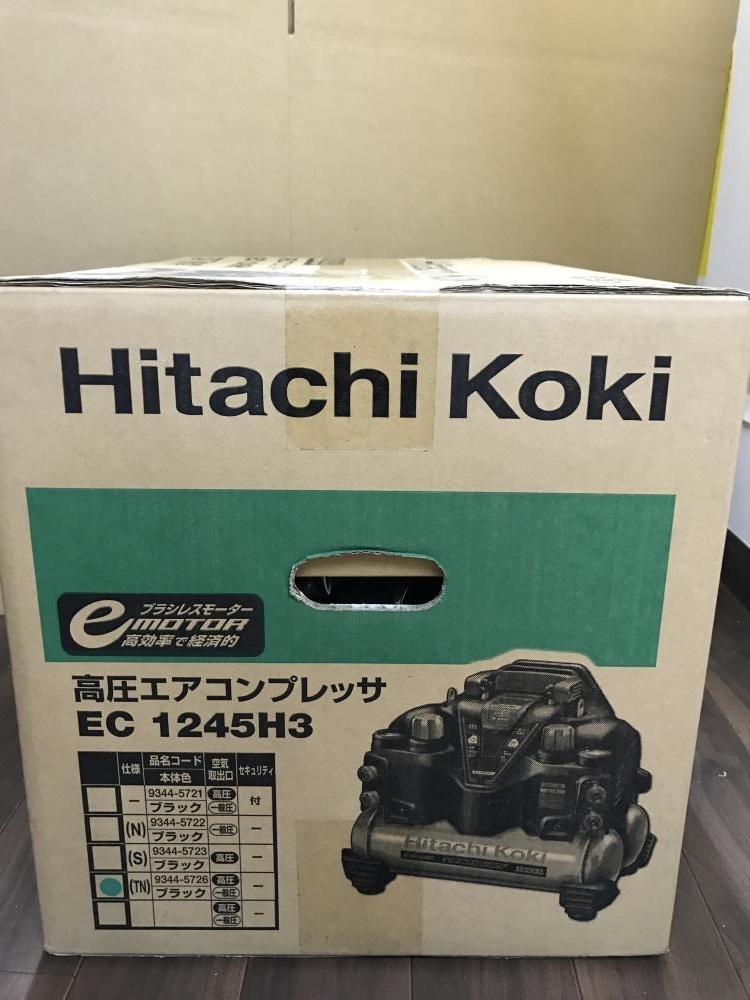 Hitachi Koki
ブラシレスモーター
e MOTOR
高効率で経済的
高圧エアコンプレッサ
EC 1245H3
仕様 品名コード 本体色 空気取出口 セキュリティ
― 9344-5721 ブラック 高圧 一般圧 付
(N) 9344-5722 ブラック 一般圧 ―
(S) 9344-5723 ブラック 高圧 ―
(TN) 9344-5726 ブラック 高圧 一般圧 ―
高圧 一般圧 ―
Hitachi Koki